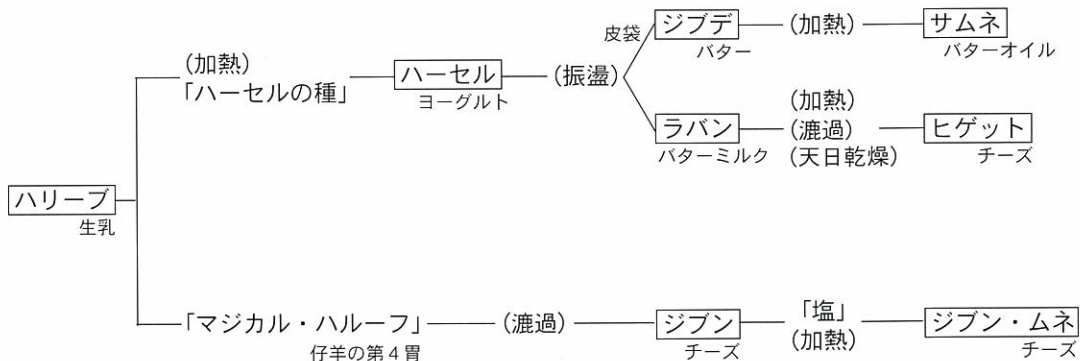 皮袋
ジブデ
バター
(加熱)
サムネ
バターオイル
(加熱)
「ハーセルの種」
ハーセル
ヨーグルト
(振盪)
ラバン
バターミルク
(加熱)
(漉過)
(天日乾燥)
ヒゲット
チーズ
ハリーブ
生乳
「マジカル・ハルーフ」
仔羊の第4胃
(漉過)
ジブン
チーズ
「塩」
(加熱)
ジブン・ムネ
チーズ